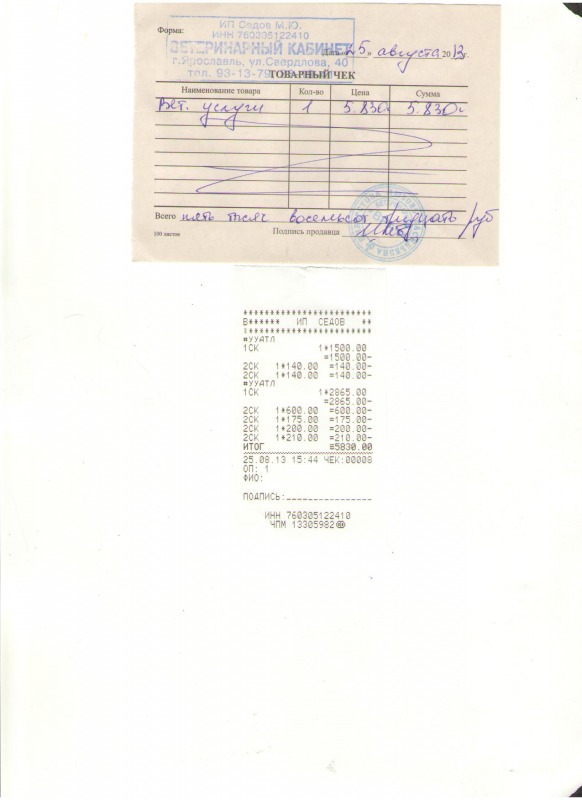 Форма:
ИП Седов М.Ю.
ИНН 760305122410
ВЕТЕРИНАРНЫЙ КАБИНЕТ
г.Ярославль, ул.Свердлова, 40
тел. 93-13-79
Дата „25„ августа 2013г.
ТОВАРНЫЙ ЧЕК
Наименование товара Кол-во Цена Сумма
Вет. услуги 1 5.830= 5.830=
Всего пять тысяч восемьсот тридцать руб
100 листов Подпись продавца
************************
В****** ИП СЕДОВ **
1***********************
¤УУАТЛ
1СК 1*1500.00
=1500.00-
2СК 1*140.00 =140.00-
2СК 1*140.00 =140.00-
¤УУАТЛ
1СК 1*2865.00
=2865.00-
2СК 1*600.00 =600.00-
2СК 1*175.00 =175.00-
2СК 1*200.00 =200.00-
2СК 1*210.00 =210.00-
ИТОГ =5830.00
25.08.13 15:44 ЧЕК:00008
ОП: 1
ФИО:
ПОДПИСЬ:________________
ИНН 760305122410
ЧПМ 13305982